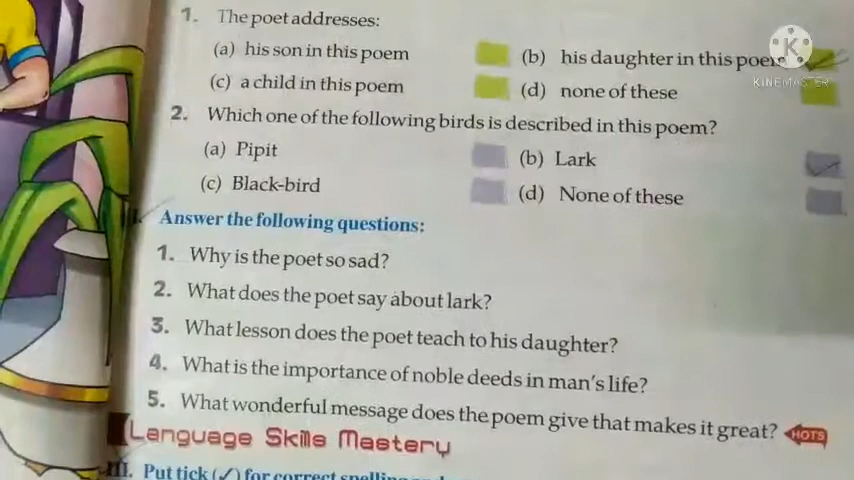 1. The poet addresses:
(a) his son in this poem (b) his daughter in this poem
(c) a child in this poem (d) none of these
2. Which one of the following birds is described in this poem?
(a) Pipit (b) Lark
(c) Black-bird (d) None of these
Answer the following questions:
1. Why is the poet so sad?
2. What does the poet say about lark?
3. What lesson does the poet teach to his daughter?
4. What is the importance of noble deeds in man's life?
5. What wonderful message does the poem give that makes it great? HOTS
Language Skills Mastery
III. Put tick (✓) for correct spelling
K
KINEMASTER